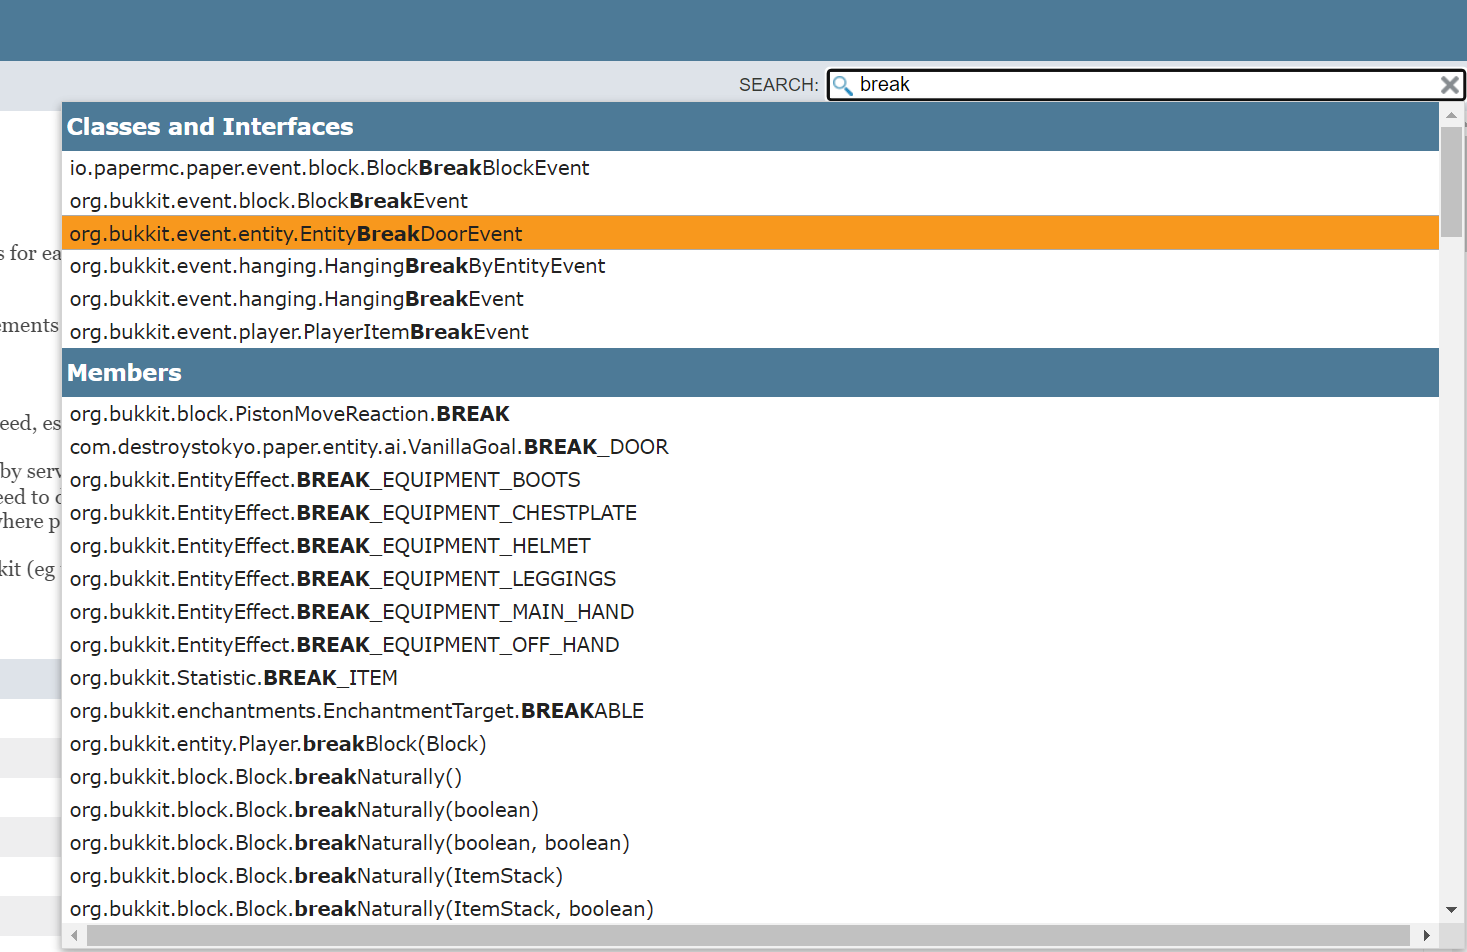 SEARCH: break
Classes and Interfaces
io.papermc.paper.event.block.BlockBreakBlockEvent
org.bukkit.event.block.BlockBreakEvent
org.bukkit.event.entity.EntityBreakDoorEvent
s for ea
org.bukkit.event.hanging.HangingBreakByEntityEvent
org.bukkit.event.hanging.HangingBreakEvent
ements
org.bukkit.event.player.PlayerItemBreakEvent
Members
org.bukkit.block.PistonMoveReaction.BREAK
eed, es
com.destroystokyo.paper.entity.ai.VanillaGoal.BREAK_DOOR
by serv
org.bukkit.EntityEffect.BREAK_EQUIPMENT_BOOTS
eed to
org.bukkit.EntityEffect.BREAK_EQUIPMENT_CHESTPLATE
where p
org.bukkit.EntityEffect.BREAK_EQUIPMENT_HELMET
kit (eg
org.bukkit.EntityEffect.BREAK_EQUIPMENT_LEGGINGS
org.bukkit.EntityEffect.BREAK_EQUIPMENT_MAIN_HAND
org.bukkit.EntityEffect.BREAK_EQUIPMENT_OFF_HAND
org.bukkit.Statistic.BREAK_ITEM
org.bukkit.enchantments.EnchantmentTarget.BREAKABLE
org.bukkit.entity.Player.breakBlock(Block)
org.bukkit.block.Block.breakNaturally()
org.bukkit.block.Block.breakNaturally(boolean)
org.bukkit.block.Block.breakNaturally(boolean, boolean)
org.bukkit.block.Block.breakNaturally(ItemStack)
org.bukkit.block.Block.breakNaturally(ItemStack, boolean)